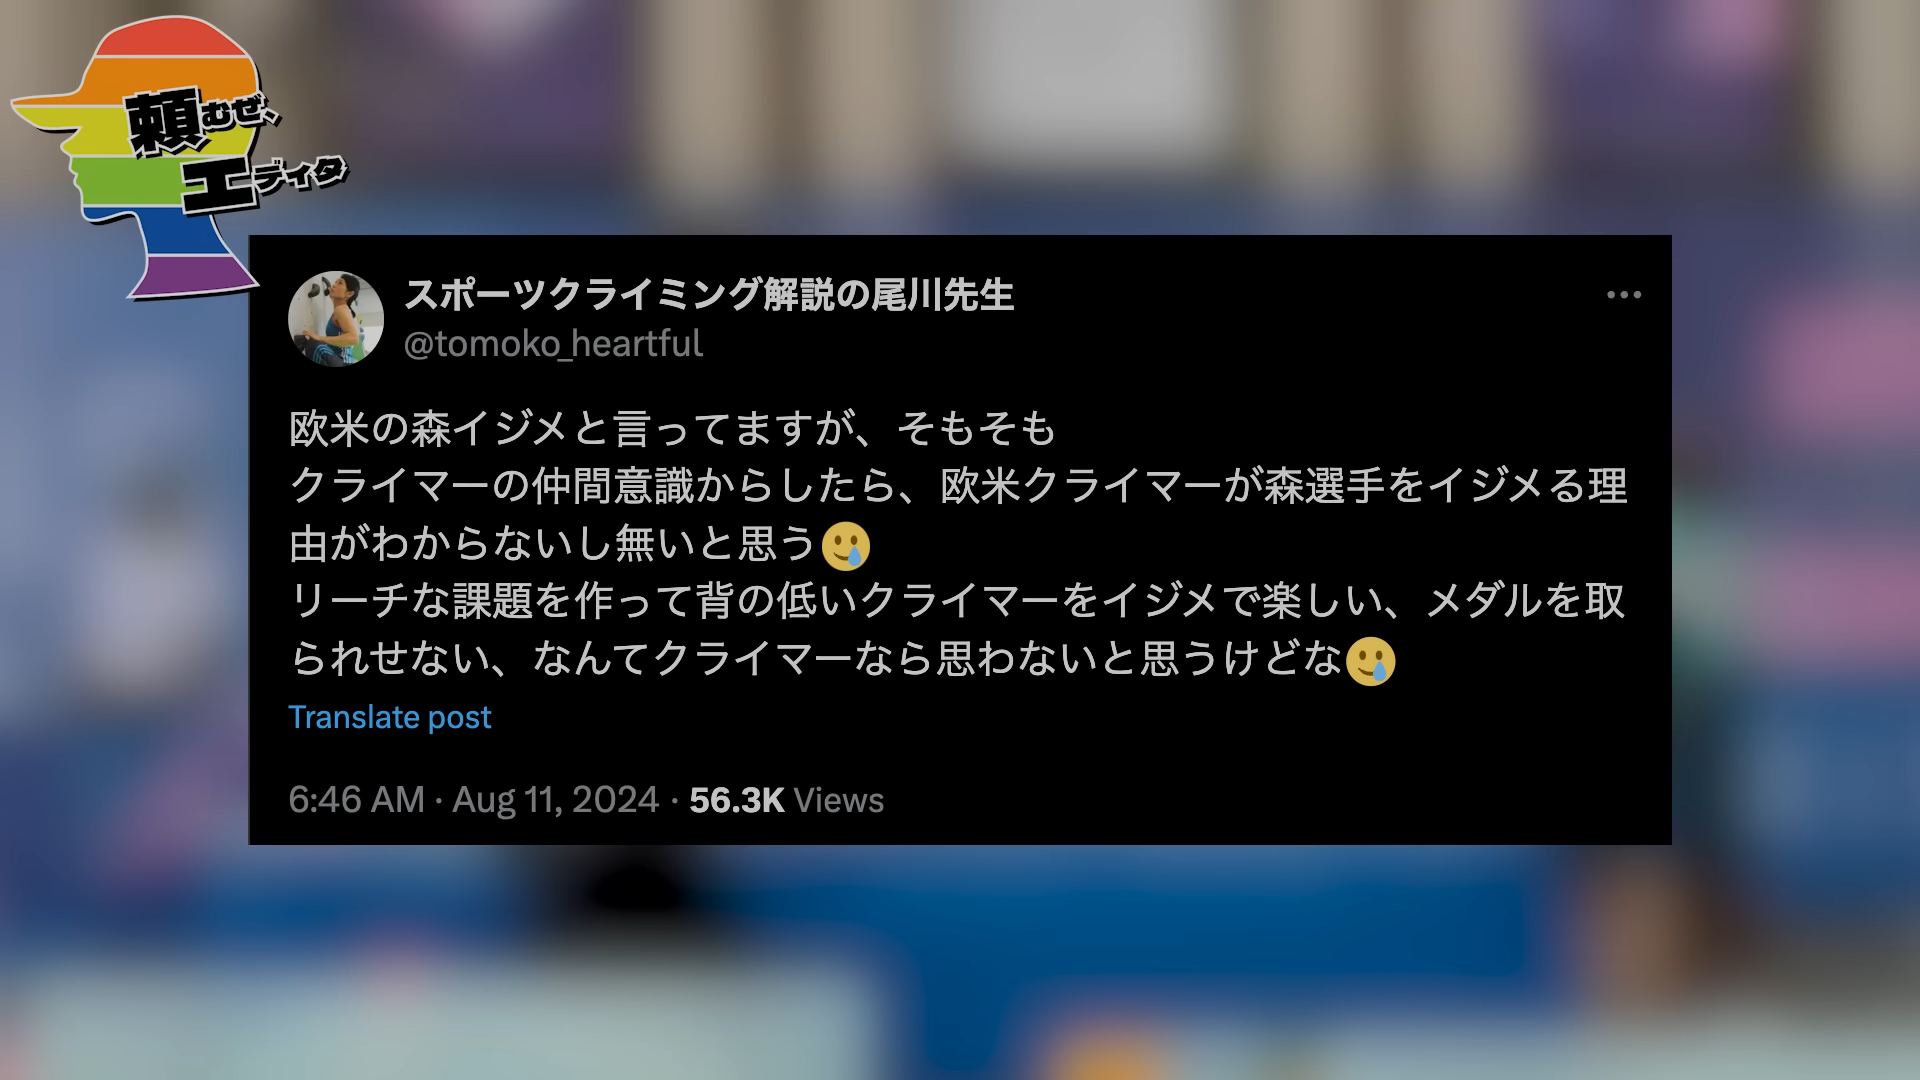 頼むぜ、
エディタ
スポーツクライミング解説の尾川先生
@tomoko_heartful
欧米の森イジメと言ってますが、そもそも
クライマーの仲間意識からしたら、欧米クライマーが森選手をイジメる理
由がわからないし無いと思う🥲
リーチな課題を作って背の低いクライマーをイジメで楽しい、メダルを取
られせない、なんてクライマーなら思わないと思うけどな🥲
Translate post
6:46 AM · Aug 11, 2024 · 56.3K Views